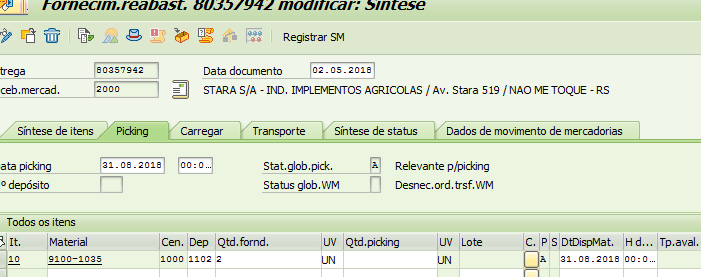 Fornecim.reabast. 80357942 modificar: Síntese
Registrar SM
ntrega 80357942 Data documento 02.05.2018
eceb.mercad. 2000 STARA S/A - IND. IMPLEMENTOS AGRICOLAS / Av. Stara 519 / NAO ME TOQUE - RS
Síntese de itens Picking Carregar Transporte Síntese de status Dados de movimento de mercadorias
ata picking 31.08.2018 00:0… Stat.glob.pick. A Relevante p/picking
º depósito Status glob.WM Desnec.ord.trsf.WM
Todos os itens
It. Material Cen. Dep Qtd.fornd. UV Qtd.picking UV Lote C. P S DtDispMat. H d… Tp.aval.
10 9100-1035 1000 1102 2 UN UN A 31.08.2018 00:0…